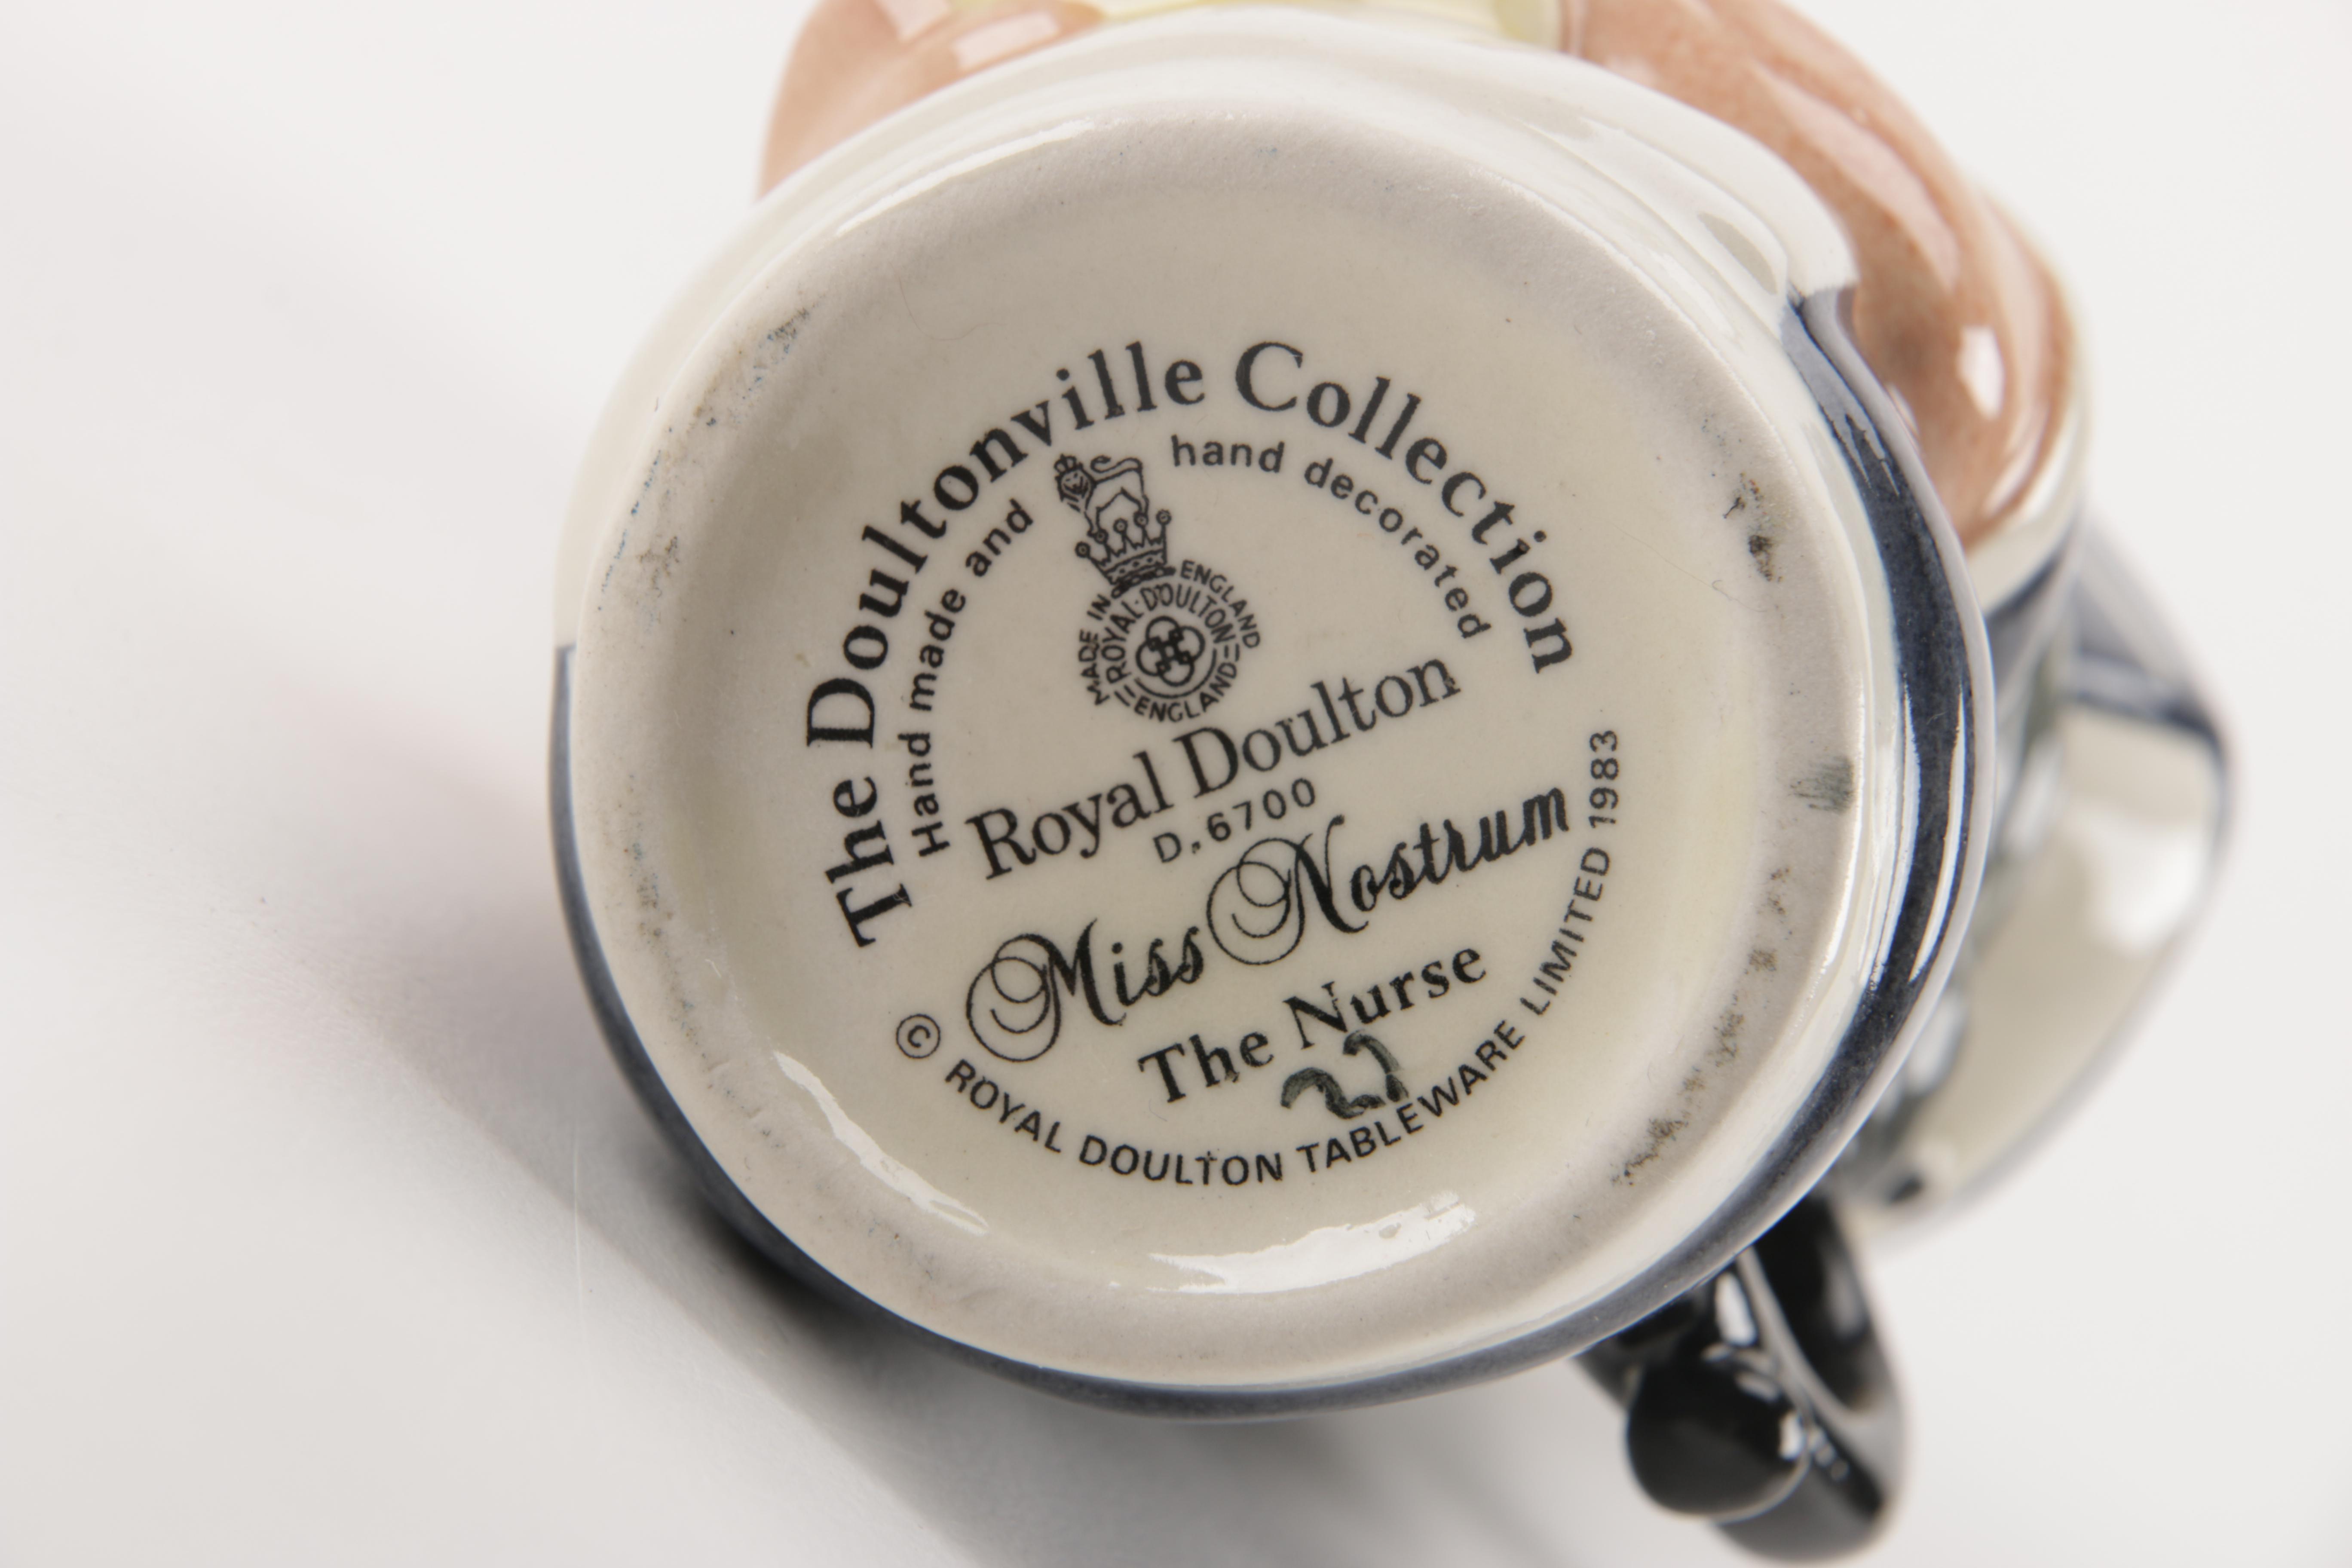 The Doultonville Collection
Hand made and hand decorated
MADE IN ENGLAND
ROYAL·DOULTON
ENGLAND
Royal Doulton
D.6700
Miss Nostrum
The Nurse
© ROYAL DOULTON TABLEWARE LIMITED 1983